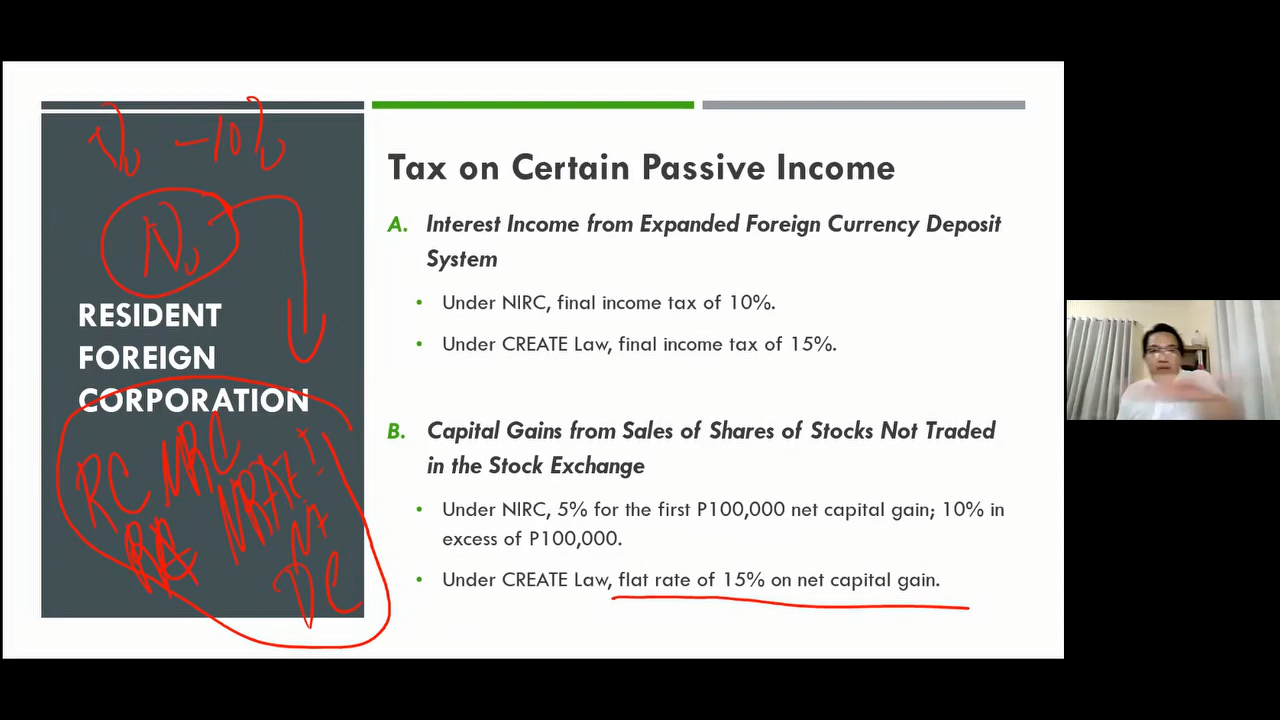 -10%
RESIDENT
FOREIGN
CORPORATION
RC NRC
RA
DC
Tax on Certain Passive Income
A. Interest Income from Expanded Foreign Currency Deposit
System
• Under NIRC, final income tax of 10%.
• Under CREATE Law, final income tax of 15%.
B. Capital Gains from Sales of Shares of Stocks Not Traded
in the Stock Exchange
• Under NIRC, 5% for the first P100,000 net capital gain; 10% in
excess of P100,000.
• Under CREATE Law, flat rate of 15% on net capital gain.